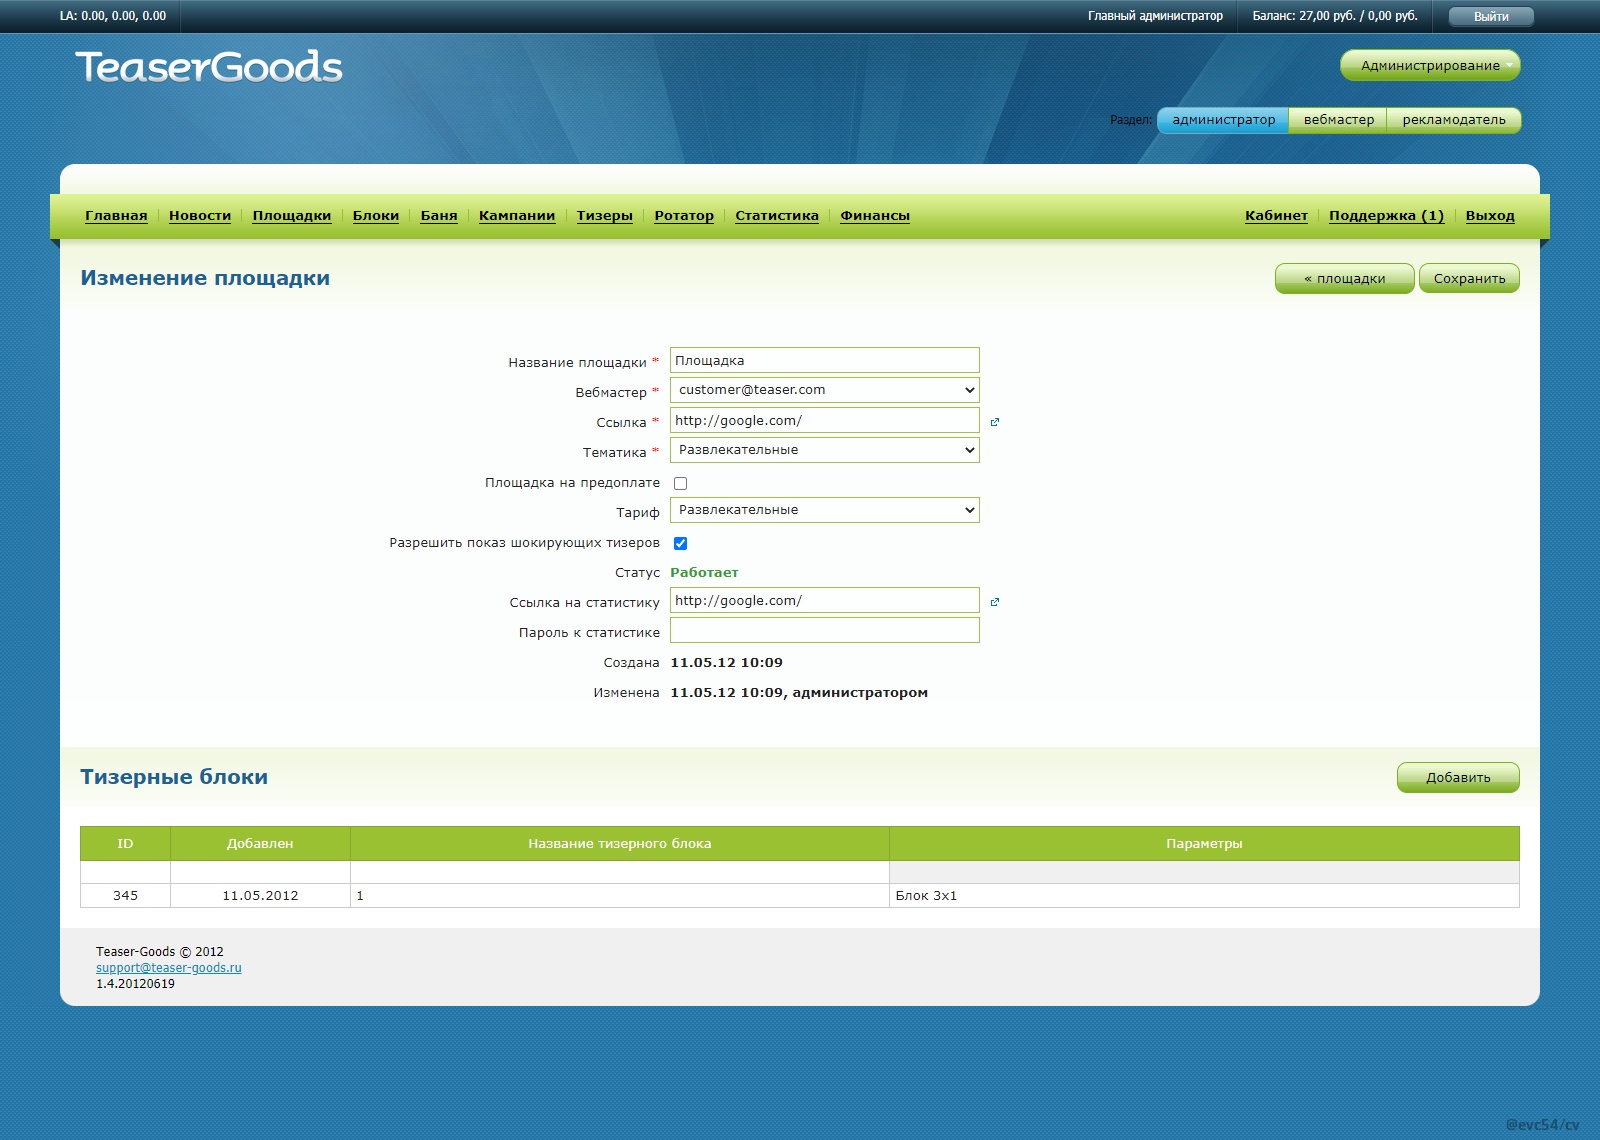 LA: 0.00, 0.00, 0.00 Главный администратор Баланс: 27,00 руб. / 0,00 руб. Выйти
TeaserGoods Администрирование
Раздел: администратор вебмастер рекламодатель
Главная Новости Площадки Блоки Баня Кампании Тизеры Ротатор Статистика Финансы Кабинет Поддержка (1) Выход
Изменение площадки « площадки Сохранить
Название площадки * Площадка
Вебмастер * customer@teaser.com
Ссылка * http://google.com/
Тематика * Развлекательные
Площадка на предоплате
Тариф Развлекательные
Разрешить показ шокирующих тизеров
Статус Работает
Ссылка на статистику http://google.com/
Пароль к статистике
Создана 11.05.12 10:09
Изменена 11.05.12 10:09, администратором
Тизерные блоки Добавить
ID Добавлен Название тизерного блока Параметры
345 11.05.2012 1 Блок 3x1
Teaser-Goods © 2012
support@teaser-goods.ru
1.4.20120619
@evc54/cv